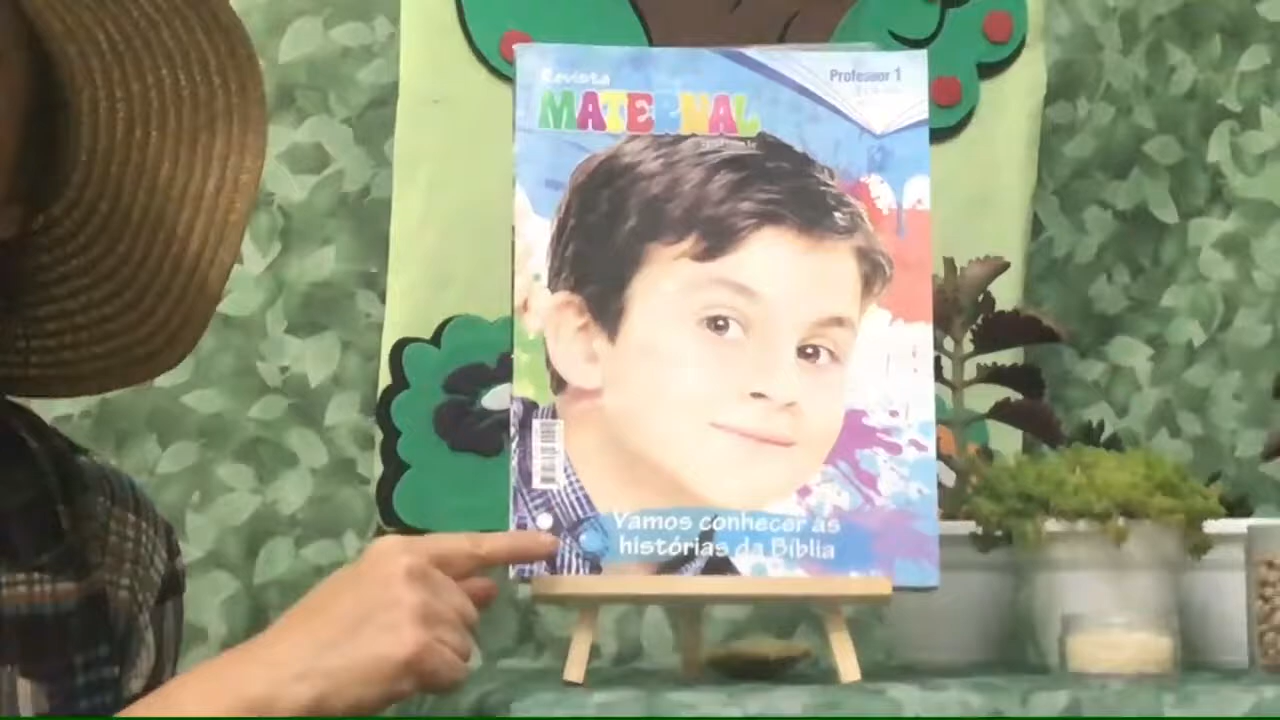 Revista
MATERNAL
Professor 1
Vamos conhecer as
histórias da Bíblia